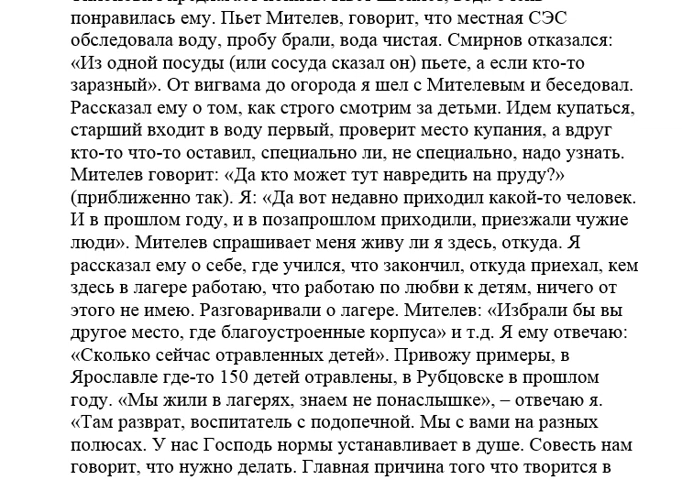 понравилась ему. Пьет Мителев, говорит, что местная СЭС
обследовала воду, пробу брали, вода чистая. Смирнов отказался:
«Из одной посуды (или сосуда сказал он) пьете, а если кто-то
заразный». От вигвама до огорода я шел с Мителевым и беседовал.
Рассказал ему о том, как строго смотрим за детьми. Идем купаться,
старший входит в воду первый, проверит место купания, а вдруг
кто-то что-то оставил, специально ли, не специально, надо узнать.
Мителев говорит: «Да кто может тут навредить на пруду?»
(приближенно так). Я: «Да вот недавно приходил какой-то человек.
И в прошлом году, и в позапрошлом приходили, приезжали чужие
люди». Мителев спрашивает меня живу ли я здесь, откуда. Я
рассказал ему о себе, где учился, что закончил, откуда приехал, кем
здесь в лагере работаю, что работаю по любви к детям, ничего от
этого не имею. Разговаривали о лагере. Мителев: «Избрали бы вы
другое место, где благоустроенные корпуса» и т.д. Я ему отвечаю:
«Сколько сейчас отравленных детей». Привожу примеры, в
Ярославле где-то 150 детей отравлены, в Рубцовске в прошлом
году. «Мы жили в лагерях, знаем не понаслышке», – отвечаю я.
«Там разврат, воспитатель с подопечной. Мы с вами на разных
полюсах. У нас Господь нормы устанавливает в душе. Совесть нам
говорит, что нужно делать. Главная причина того что творится в